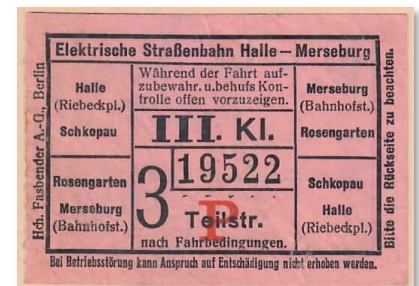 Elektrische Straßenbahn Halle – Merseburg
Halle
(Riebeckpl.)
Schkopau
Während der Fahrt auf-
zubewahr. u. behufs Kon-
trolle offen vorzuzeigen.
Merseburg
(Bahnhofst.)
Rosengarten
III. Kl.
19522
Rosengarten
Merseburg
(Bahnhofst.)
3
P
Teilstr.
nach Fahrbedingungen.
Schkopau
Halle
(Riebeckpl.)
Bei Betriebsstörung kann Anspruch auf Entschädigung nicht erhoben werden.
Hch. Fasbender A.-G., Berlin
Bitte die Rückseite zu beachten.